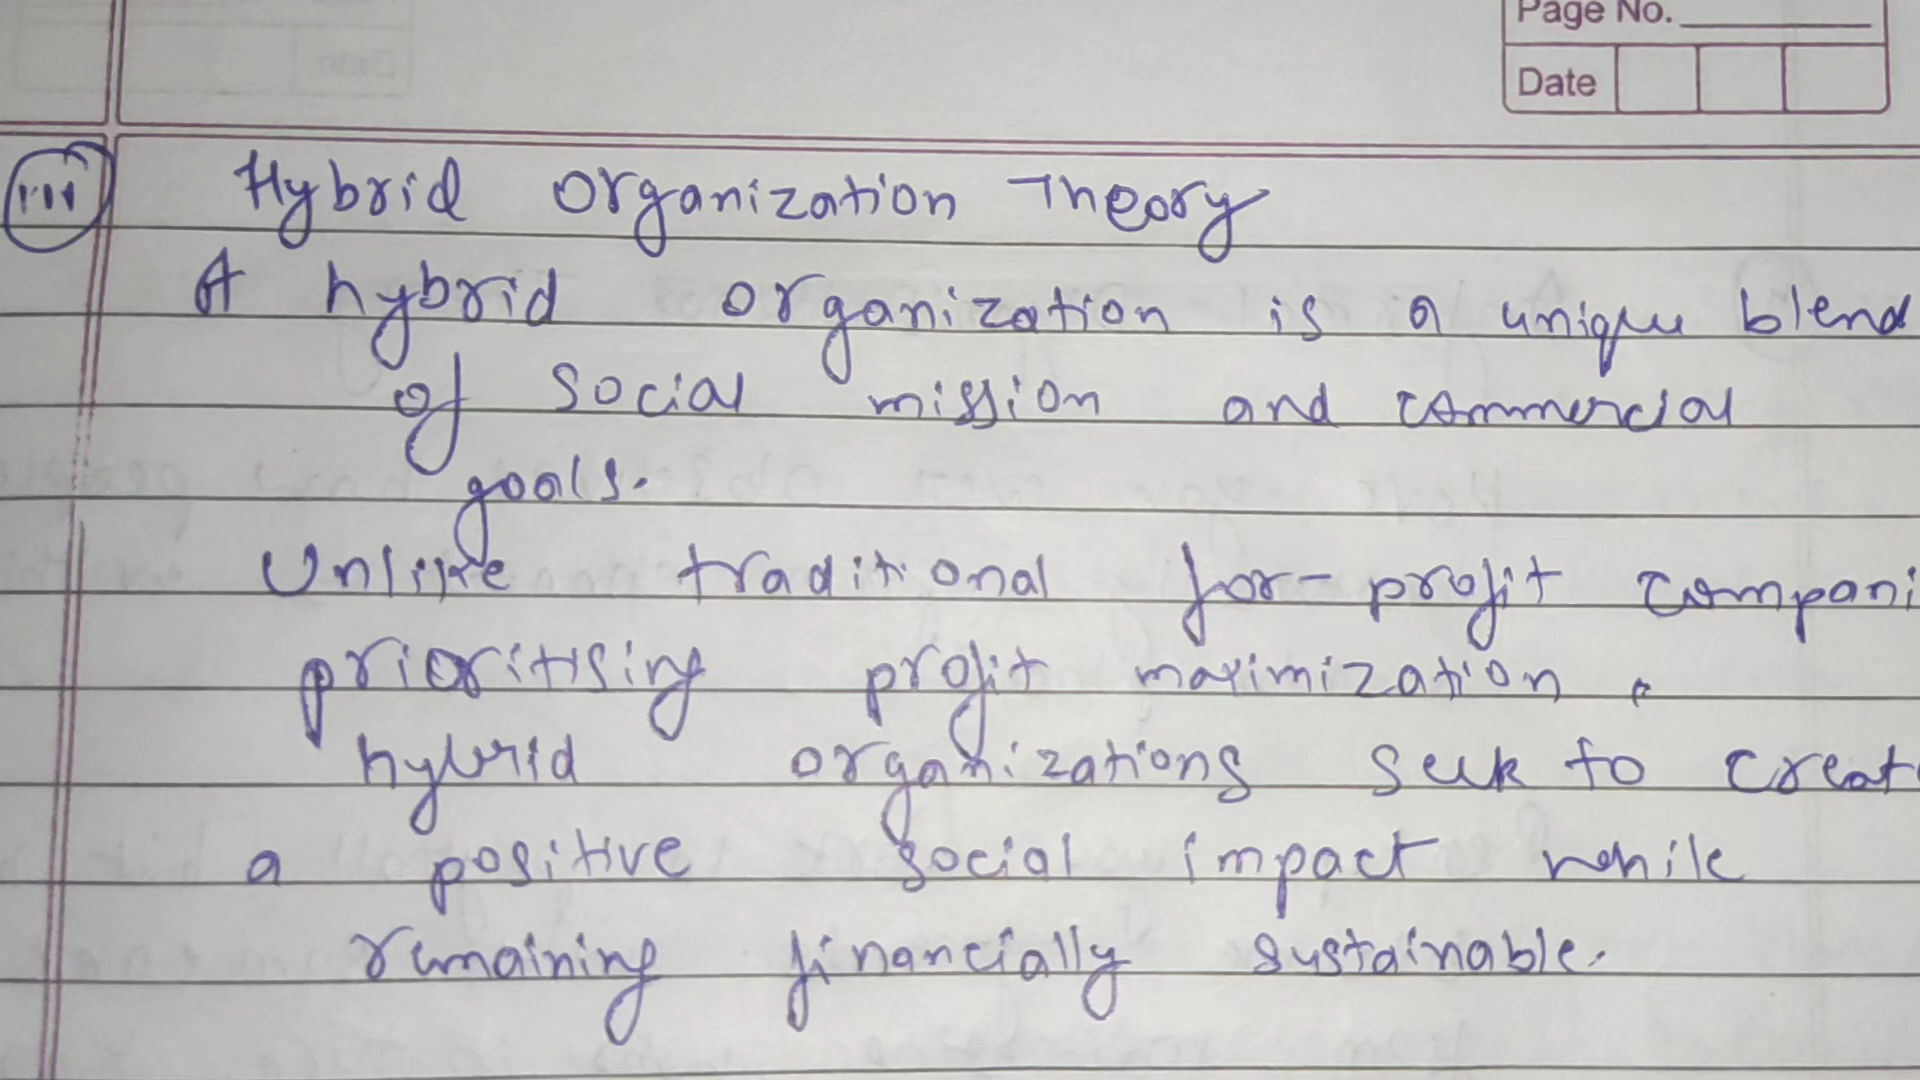 Page No.
Date
iii
Hybrid Organization Theory
A hybrid organization is a unique blend
of social mission and commercial
goals.
Unlike traditional for-profit compani
prioritising profit maximization.
hybrid organizations seek to creat
a positive social impact while
remaining financially sustainable.